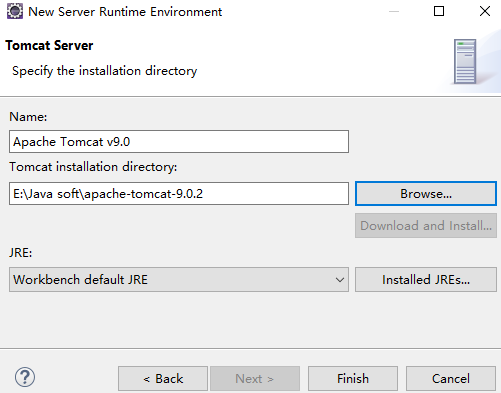 New Server Runtime Environment
Tomcat Server
Specify the installation directory
Name:
Apache Tomcat v9.0
Tomcat installation directory:
E:\Java soft\apache-tomcat-9.0.2
Browse...
Download and Install...
JRE:
Workbench default JRE
Installed JREs...
?
< Back
Next >
Finish
Cancel